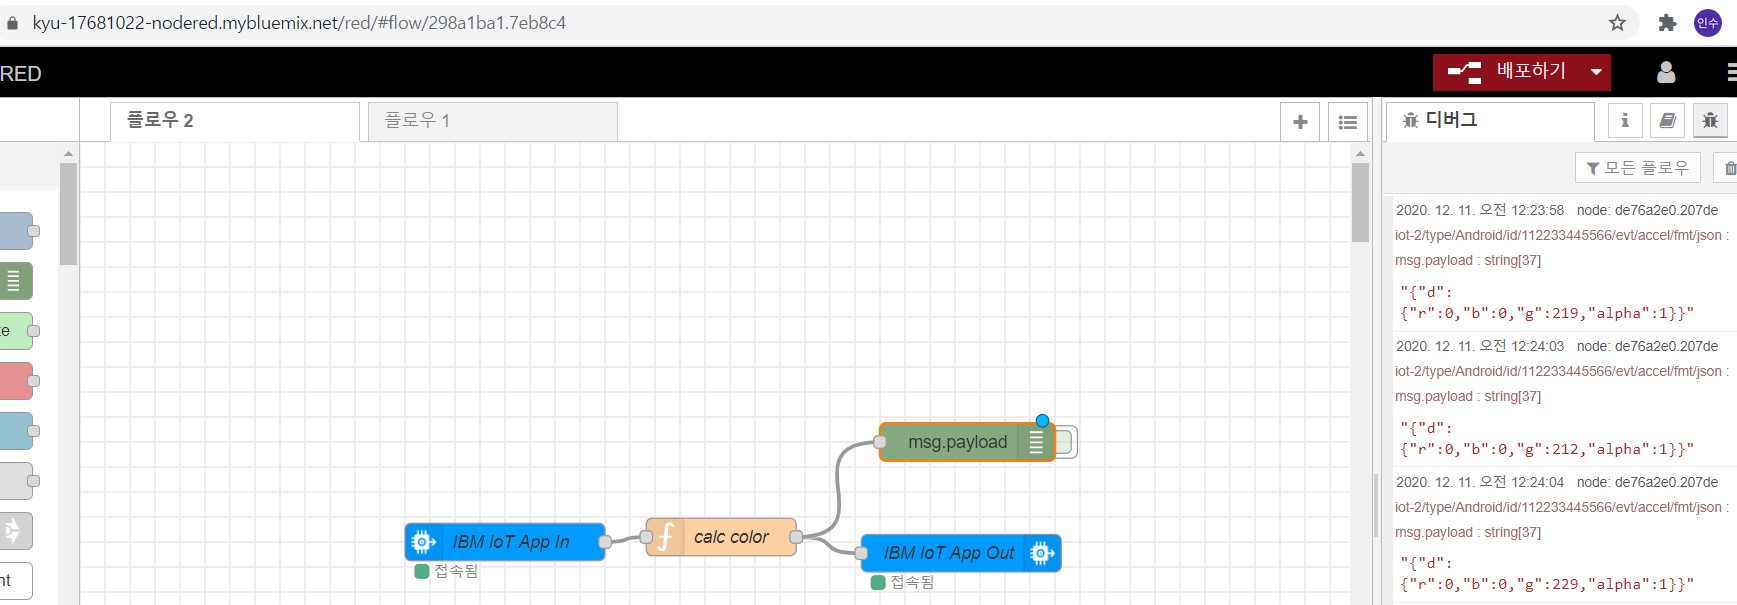 kyu-17681022-nodered.mybluemix.net/red/#flow/298a1ba1.7eb8c4
인수
RED
배포하기
플로우 2
플로우 1
디버그
모든 플로우
2020. 12. 11. 오전 12:23:58 node: de76a2e0.207de
iot-2/type/Android/id/112233445566/evt/accel/fmt/json :
msg.payload : string[37]
"{"d":
{"r":0,"b":0,"g":219,"alpha":1}}"
2020. 12. 11. 오전 12:24:03 node: de76a2e0.207de
iot-2/type/Android/id/112233445566/evt/accel/fmt/json :
msg.payload : string[37]
"{"d":
{"r":0,"b":0,"g":212,"alpha":1}}"
2020. 12. 11. 오전 12:24:04 node: de76a2e0.207de
iot-2/type/Android/id/112233445566/evt/accel/fmt/json :
msg.payload : string[37]
"{"d":
{"r":0,"b":0,"g":229,"alpha":1}}"
te
nt
msg.payload
IBM IoT App In
접속됨
calc color
IBM IoT App Out
접속됨